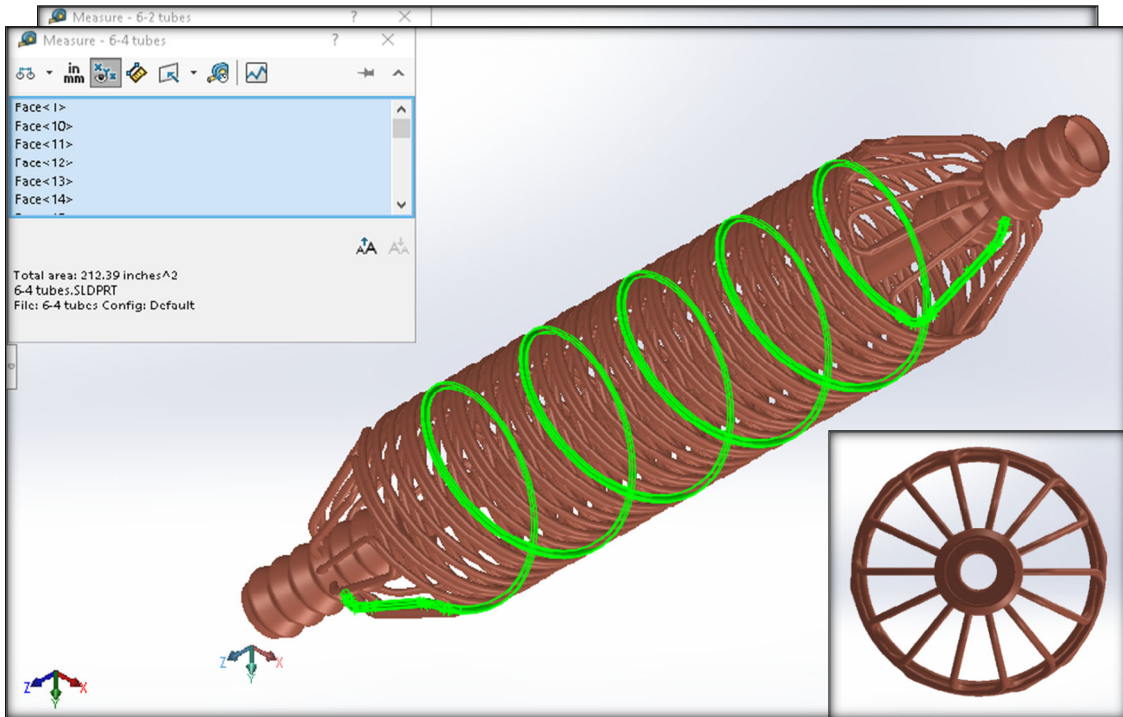 Measure - 6-2 tubes
? ×
Measure - 6-4 tubes
? ×
in
mm
Face<1>
Face<10>
Face<11>
Face<12>
Face<13>
Face<14>
Total area: 212.39 inches^2
6-4 tubes.SLDPRT
File: 6-4 tubes Config: Default
Z X
Y
Z X
Y